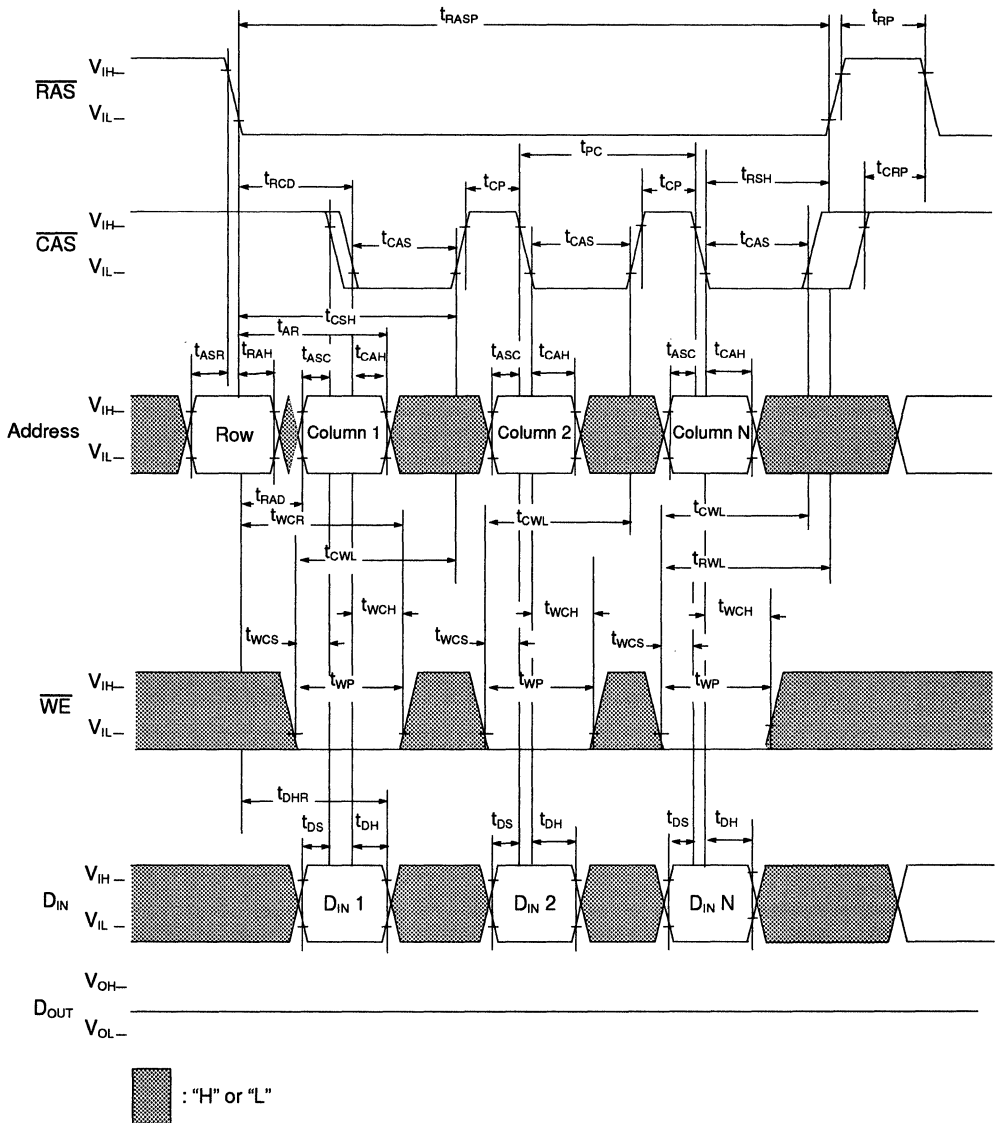 tRASP
tRP
RAS
VIH
VIL
tPC
tRCD
tCP
tCP
tRSH
tCRP
CAS
VIH
VIL
tCAS
tCAS
tCAS
tCSH
tAR
tASR
tRAH
tASC
tCAH
tASC
tCAH
tASC
tCAH
Address
VIH
VIL
Row
Column 1
Column 2
Column N
tRAD
tWCR
tCWL
tCWL
tCWL
tRWL
tWCH
tWCH
tWCH
tWCS
tWCS
tWCS
WE
VIH
VIL
tWP
tWP
tWP
tDHR
tDS
tDH
tDS
tDH
tDS
tDH
DIN
VIH
VIL
DIN 1
DIN 2
DIN N
DOUT
VOH
VOL
: "H" or "L"